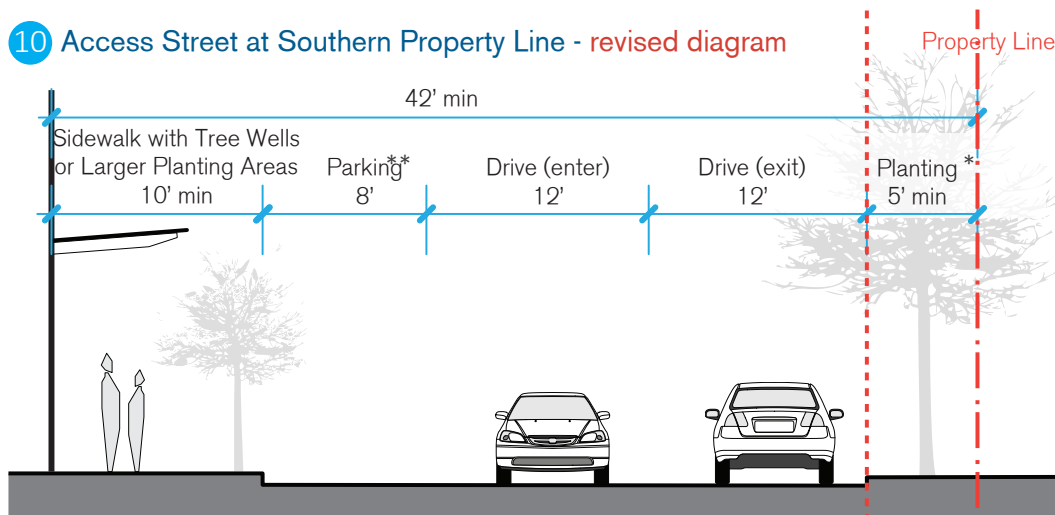 10 Access Street at Southern Property Line - revised diagram
Property Line
42' min
Sidewalk with Tree Wells
or Larger Planting Areas
10' min
Parking**
8'
Drive (enter)
12'
Drive (exit)
12'
Planting *
5' min